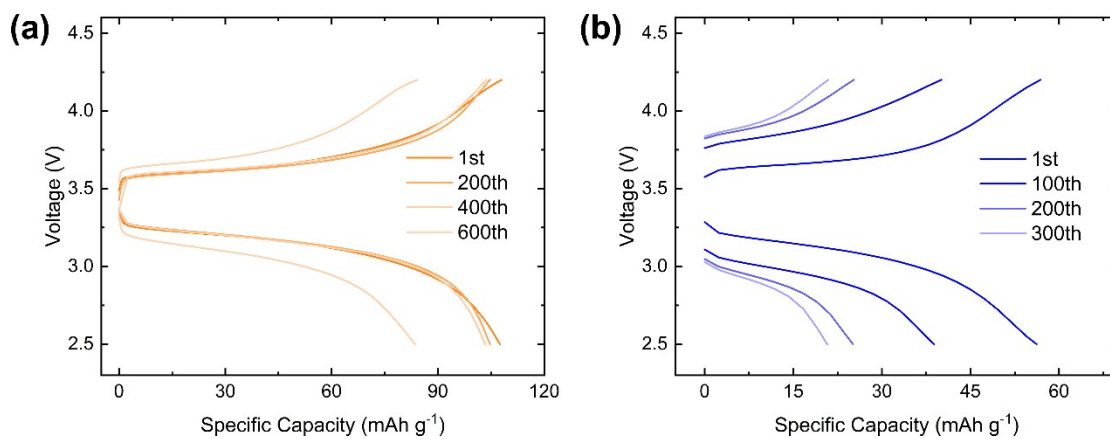 (a)
4.5
4.0
3.5
3.0
2.5
Voltage (V)
1st
200th
400th
600th
0 30 60 90 120
Specific Capacity (mAh g⁻¹)
(b)
4.5
4.0
3.5
3.0
2.5
Voltage (V)
1st
100th
200th
300th
0 15 30 45 60
Specific Capacity (mAh g⁻¹)